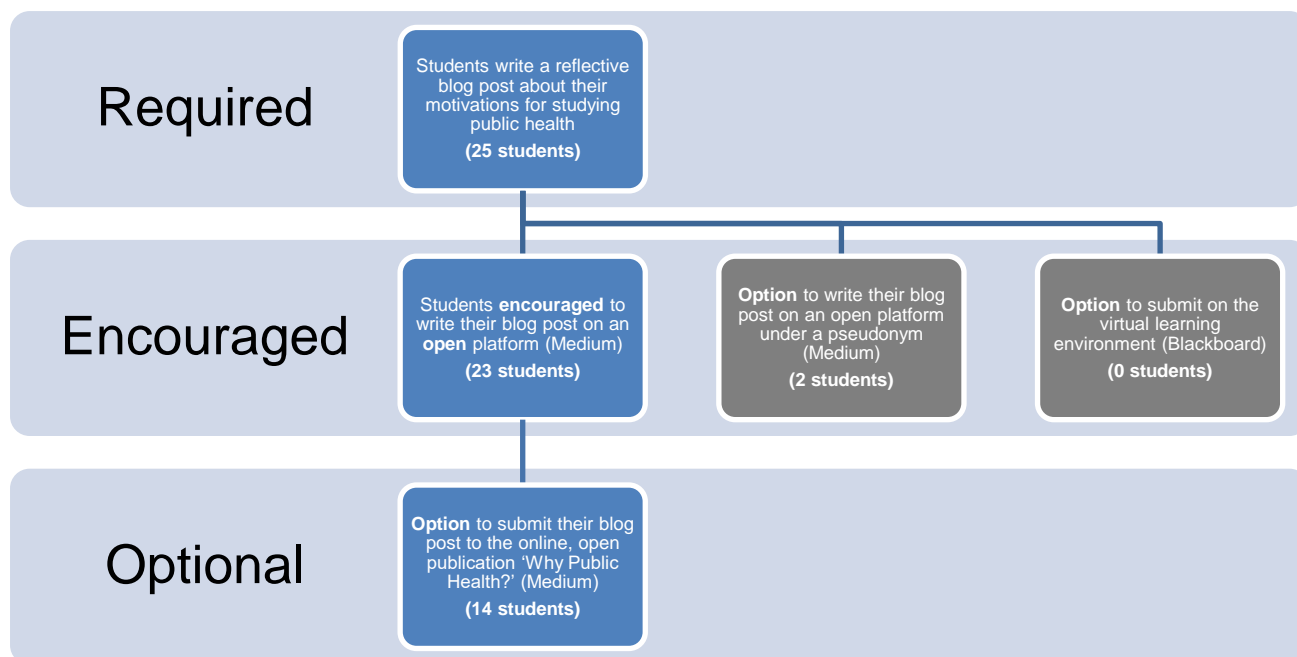 Required
Students write a reflective
blog post about their
motivations for studying
public health
(25 students)
Encouraged
Students encouraged to
write their blog post on an
open platform (Medium)
(23 students)
Option to write their blog
post on an open platform
under a pseudonym
(Medium)
(2 students)
Option to submit on the
virtual learning
environment (Blackboard)
(0 students)
Optional
Option to submit their blog
post to the online, open
publication ‘Why Public
Health?’ (Medium)
(14 students)